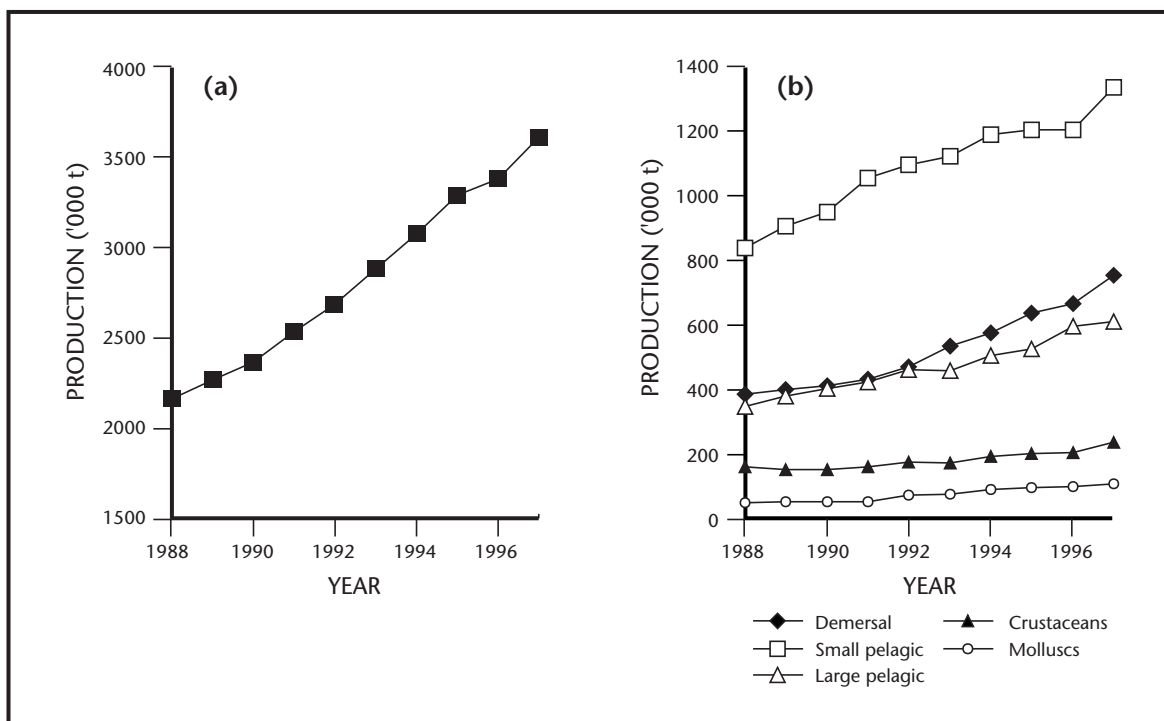 (a)
PRODUCTION ('000 t)
4000
3500
3000
2500
2000
1500
1988 1990 1992 1994 1996
YEAR
(b)
PRODUCTION ('000 t)
1400
1200
1000
800
600
400
200
0
1988 1990 1992 1994 1996
YEAR
Demersal
Small pelagic
Large pelagic
Crustaceans
Molluscs